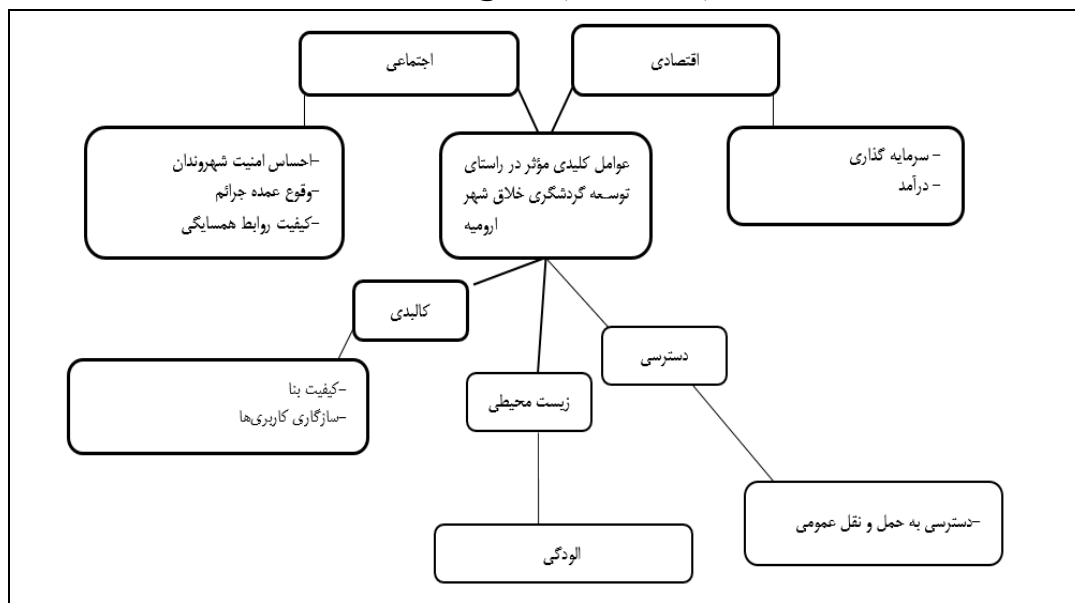 اقتصادی
اجتماعی
عوامل کلیدی مؤثر در راستای
توسعه گردشگری خلاق شهر
ارومیه
- سرمایه گذاری
- درآمد
-احساس امنیت شهروندان
-وقوع عمده جرائم
-کیفیت روابط همسایگی
کالبدی
دسترسی
زیست محیطی
-کیفیت بنا
-سازگاری کاربری‌ها
-دسترسی به حمل و نقل عمومی
الودگی